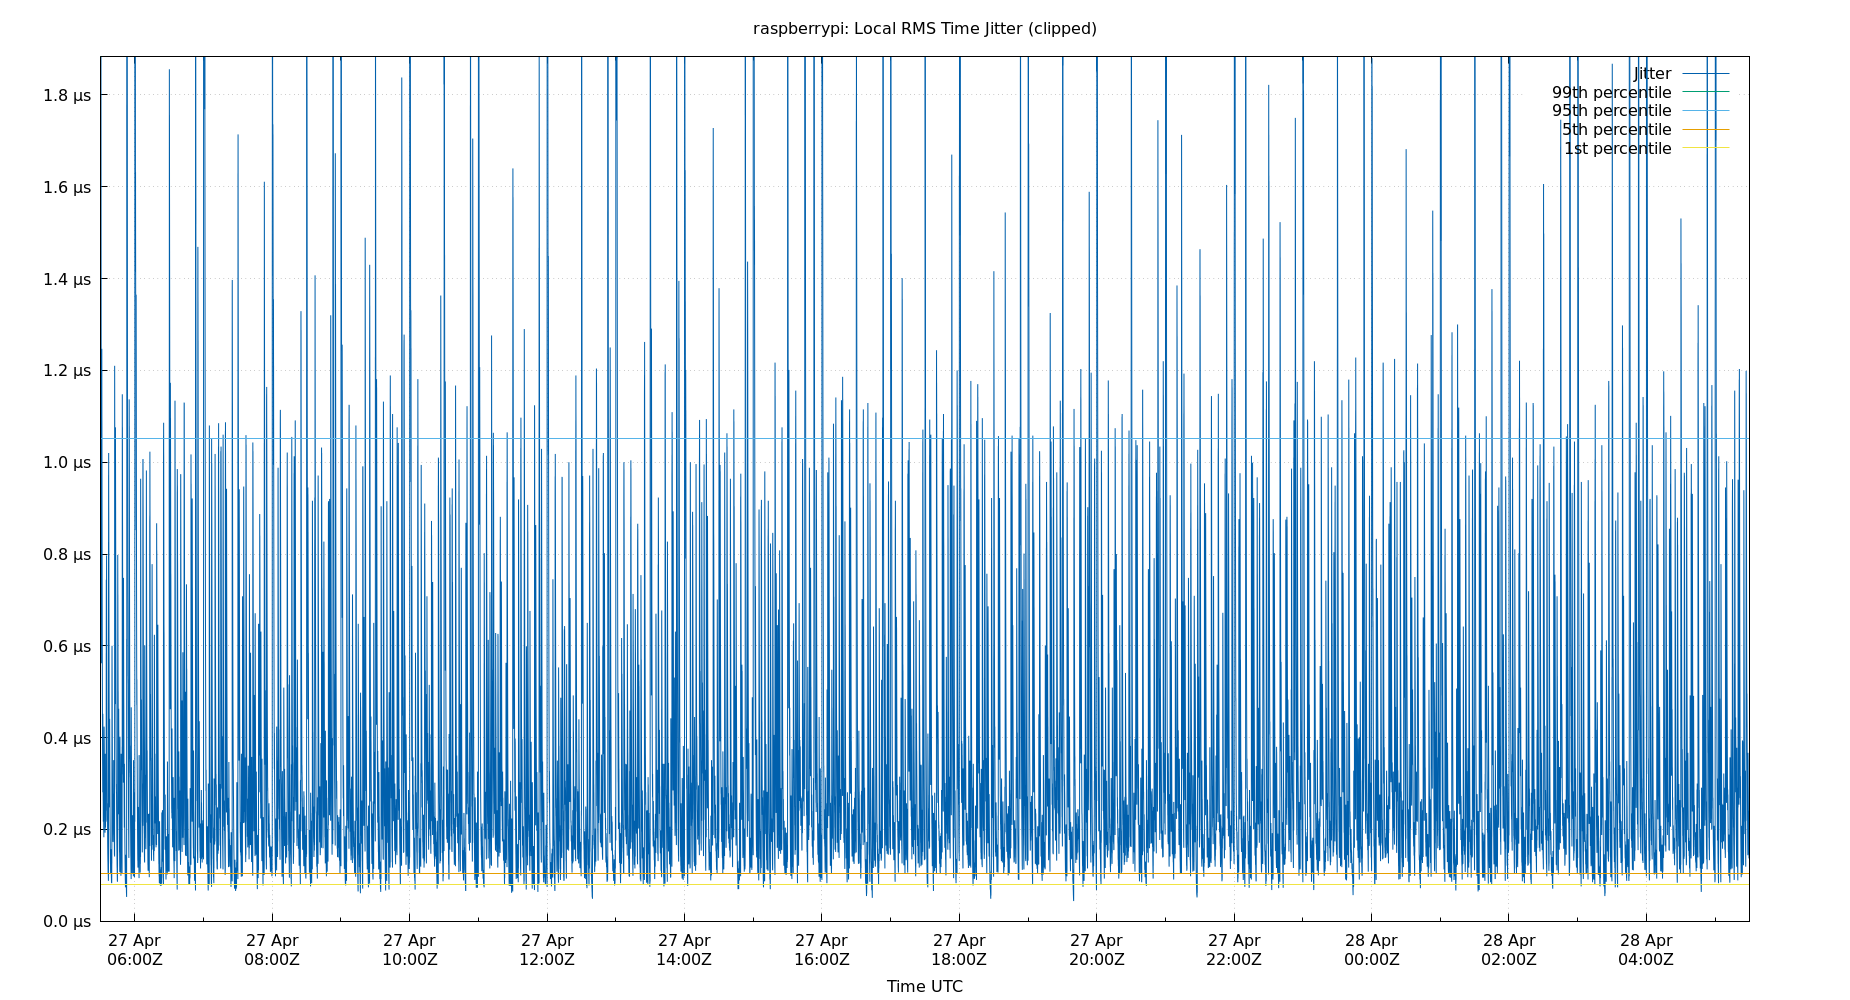 raspberrypi: Local RMS Time Jitter (clipped)
Jitter
99th percentile
95th percentile
5th percentile
1st percentile
1.8 µs
1.6 µs
1.4 µs
1.2 µs
1.0 µs
0.8 µs
0.6 µs
0.4 µs
0.2 µs
0.0 µs
27 Apr 27 Apr 27 Apr 27 Apr 27 Apr 27 Apr 27 Apr 27 Apr 27 Apr 28 Apr 28 Apr 28 Apr
06:00Z 08:00Z 10:00Z 12:00Z 14:00Z 16:00Z 18:00Z 20:00Z 22:00Z 00:00Z 02:00Z 04:00Z
Time UTC